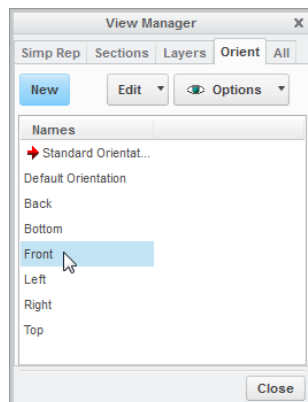 View Manager X
Simp Rep Sections Layers Orient All
New Edit Options
Names
Standard Orientat...
Default Orientation
Back
Bottom
Front
Left
Right
Top
Close